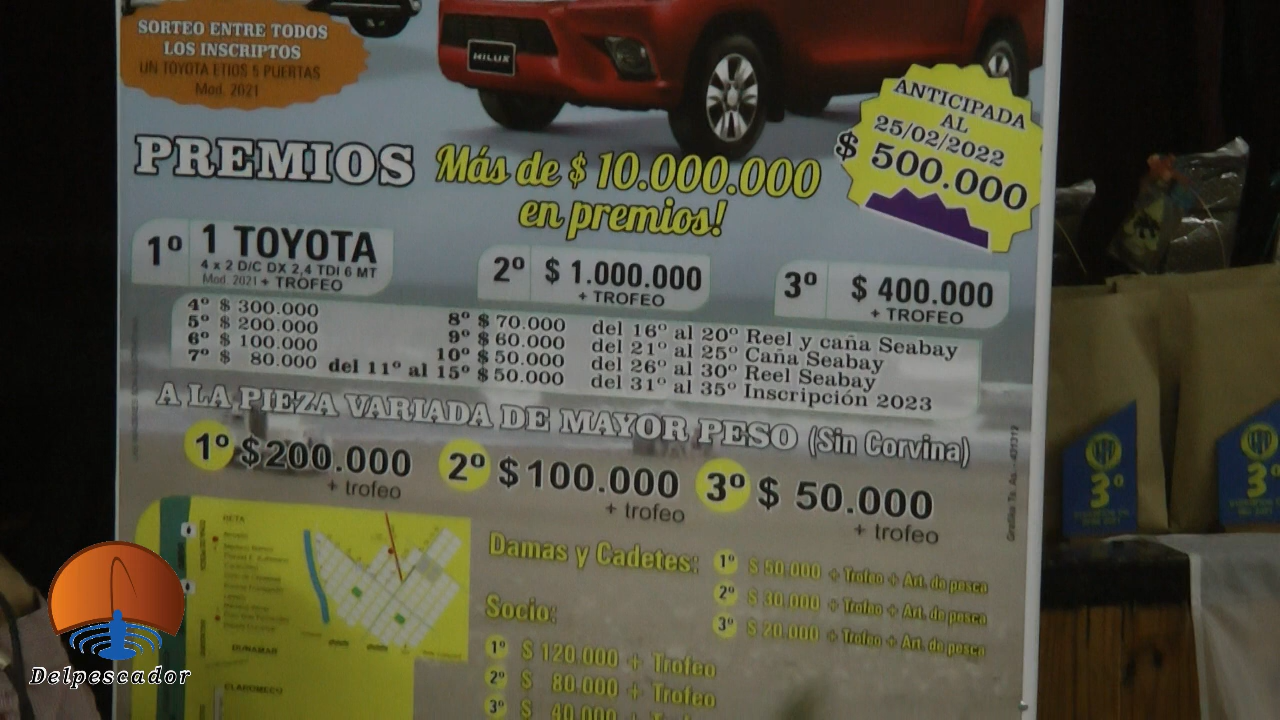 SORTEO ENTRE TODOS
LOS INSCRIPTOS
UN TOYOTA ETIOS 5 PUERTAS
Mod. 2021
HILUX
ANTICIPADA
AL
25/02/2022
$ 500.000
PREMIOS
Más de $ 10.000.000
en premios!
1º 1 TOYOTA
4 x 2 D/C DX 2,4 TDI 6 MT
Mod. 2021 + TROFEO
2º $ 1.000.000
+ TROFEO
3º $ 400.000
+ TROFEO
4º $ 300.000
5º $ 200.000
6º $ 100.000
7º $ 80.000
8º $ 70.000
9º $ 60.000
10º $ 50.000
del 11º al 15º $ 50.000
del 16º al 20º Reel y caña Seabay
del 21º al 25º Caña Seabay
del 26º al 30º Reel Seabay
del 31º al 35º Inscripción 2023
A LA PIEZA VARIADA DE MAYOR PESO (Sin Corvina)
1º $ 200.000
+ trofeo
2º $ 100.000
+ trofeo
3º $ 50.000
+ trofeo
Damas y Cadetes:
1º $ 50.000 + Trofeo + Art. de pesca
2º $ 30.000 + Trofeo + Art. de pesca
3º $ 20.000 + Trofeo + Art. de pesca
Socio:
1º $ 120.000 + Trofeo
2º $ 80.000 + Trofeo
3º $ 40.000 + Trofeo
RETA
DUNAMAR
CLAROMECO
3º
3º
Delpescador